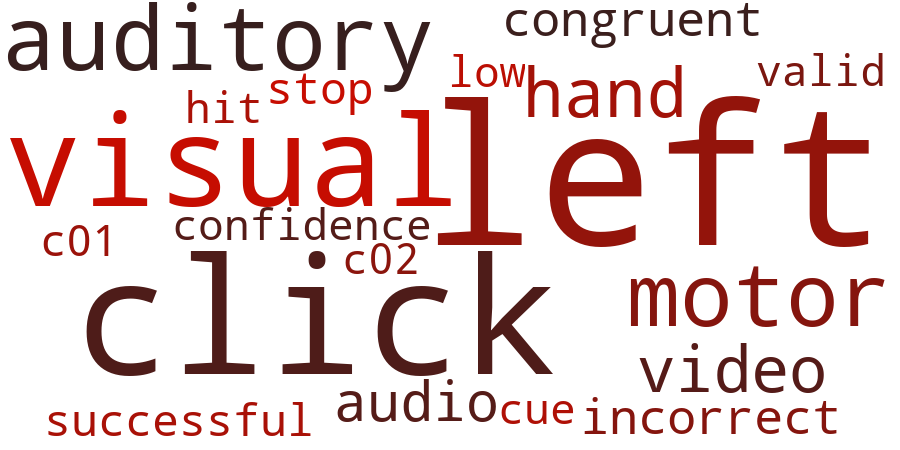 auditory
congruent
low
valid
stop
hit
hand
visual
left
confidence
c01
c02
click
motor
video
audio
cue
incorrect
successful